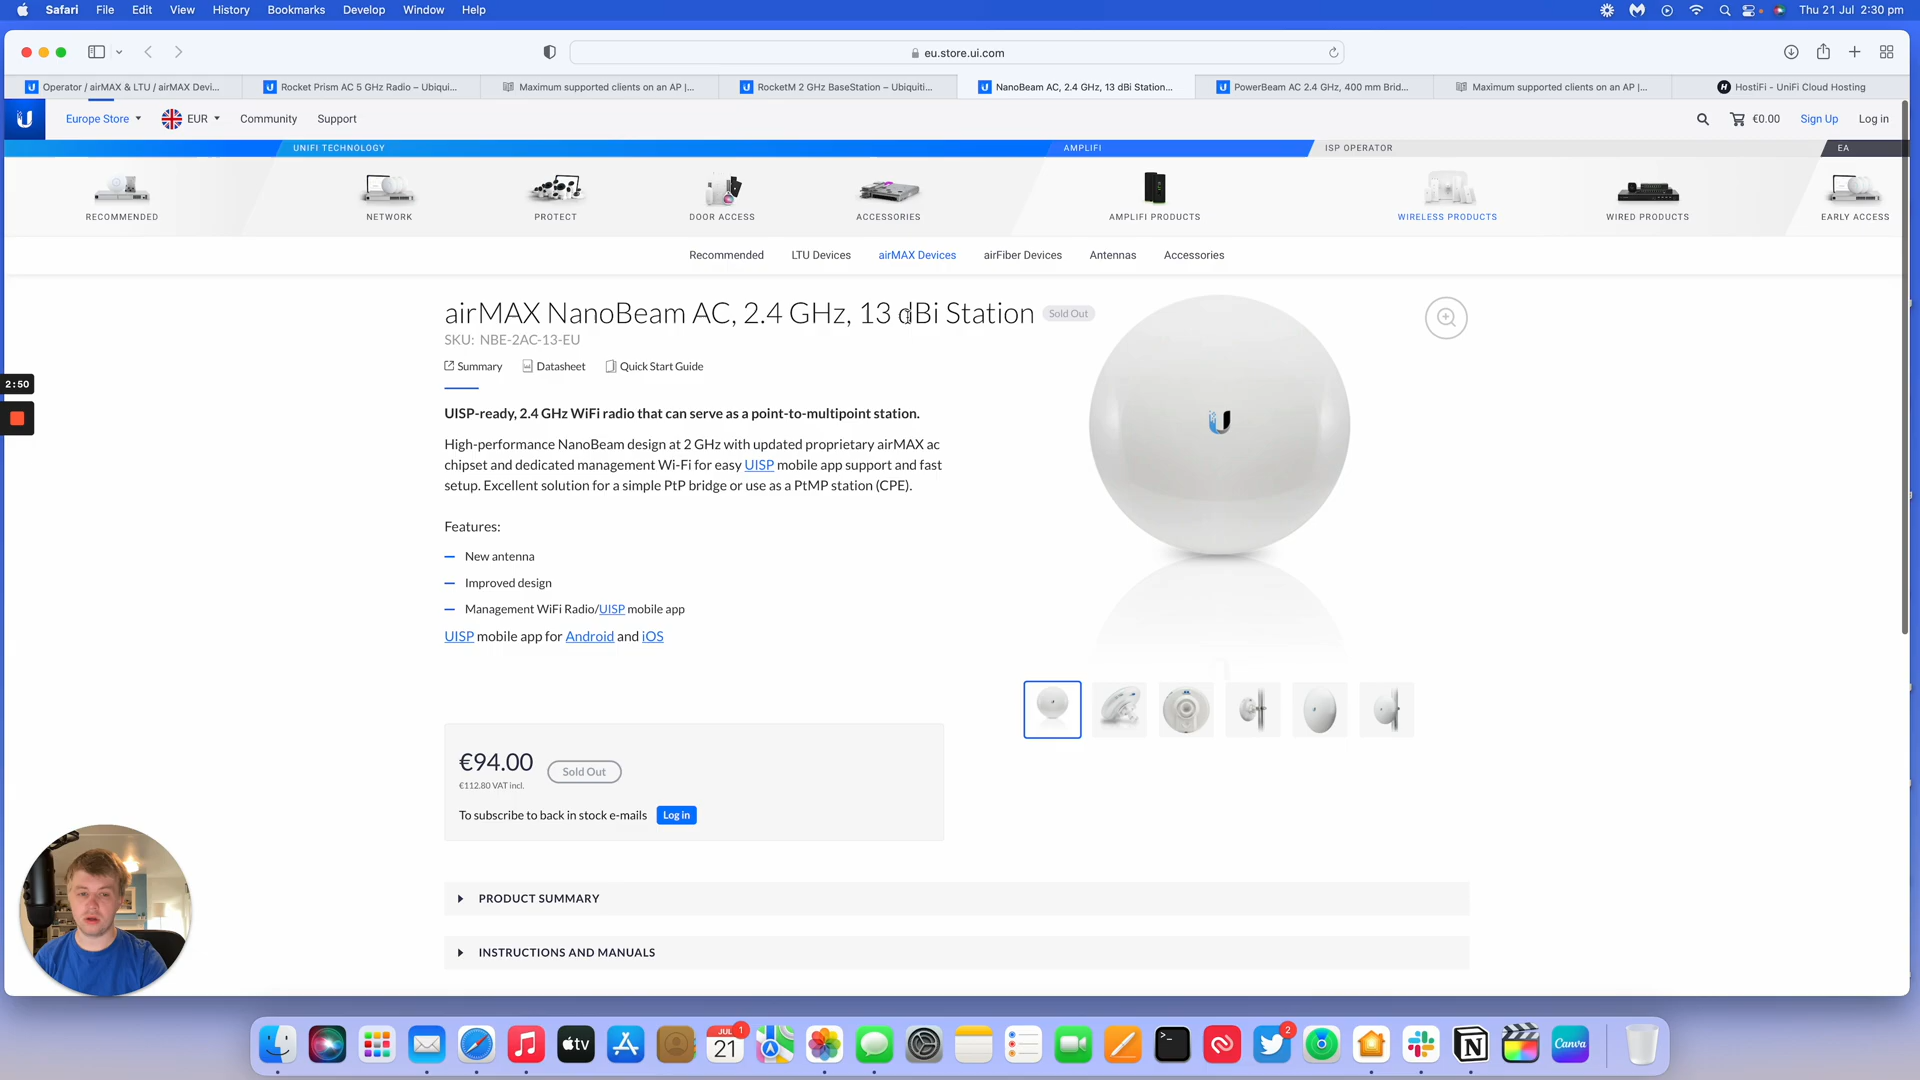 Safari File Edit View History Bookmarks Develop Window Help
Thu 21 Jul 2:30 pm
eu.store.ui.com
Operator / airMAX & LTU / airMAX Devi...
Rocket Prism AC 5 GHz Radio – Ubiqui...
Maximum supported clients on an AP |...
RocketM 2 GHz BaseStation – Ubiquiti...
NanoBeam AC, 2.4 GHz, 13 dBi Station...
PowerBeam AC 2.4 GHz, 400 mm Brid...
Maximum supported clients on an AP |...
HostiFi - UniFi Cloud Hosting
Europe Store EUR Community Support
€0.00 Sign Up Log in
UNIFI TECHNOLOGY AMPLIFI ISP OPERATOR EA
RECOMMENDED NETWORK PROTECT DOOR ACCESS ACCESSORIES AMPLIFI PRODUCTS WIRELESS PRODUCTS WIRED PRODUCTS EARLY ACCESS
Recommended LTU Devices airMAX Devices airFiber Devices Antennas Accessories
airMAX NanoBeam AC, 2.4 GHz, 13 dBi Station Sold Out
SKU: NBE-2AC-13-EU
Summary Datasheet Quick Start Guide
2:50
UISP-ready, 2.4 GHz WiFi radio that can serve as a point-to-multipoint station.
High-performance NanoBeam design at 2 GHz with updated proprietary airMAX ac
chipset and dedicated management Wi-Fi for easy UISP mobile app support and fast
setup. Excellent solution for a simple PtP bridge or use as a PtMP station (CPE).
Features:
New antenna
Improved design
Management WiFi Radio/UISP mobile app
UISP mobile app for Android and iOS
€94.00 Sold Out
€112.80 VAT incl.
To subscribe to back in stock e-mails Log in
PRODUCT SUMMARY
INSTRUCTIONS AND MANUALS
tv
JUL 1
21
2
Canva